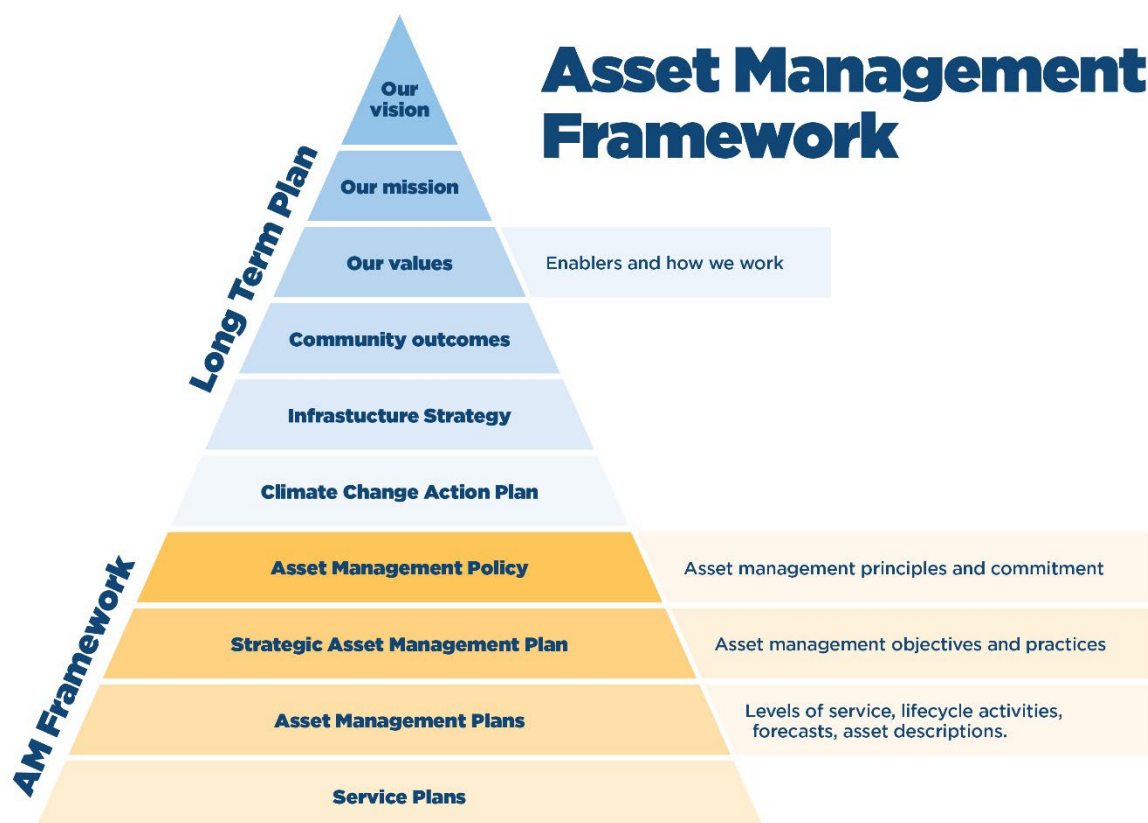 Asset Management
Framework
Our
vision
Our mission
Our values
Enablers and how we work
Community outcomes
Infrastucture Strategy
Climate Change Action Plan
Long Term Plan
Asset Management Policy
Asset management principles and commitment
Strategic Asset Management Plan
Asset management objectives and practices
Asset Management Plans
Levels of service, lifecycle activities,
forecasts, asset descriptions.
Service Plans
AM Framework